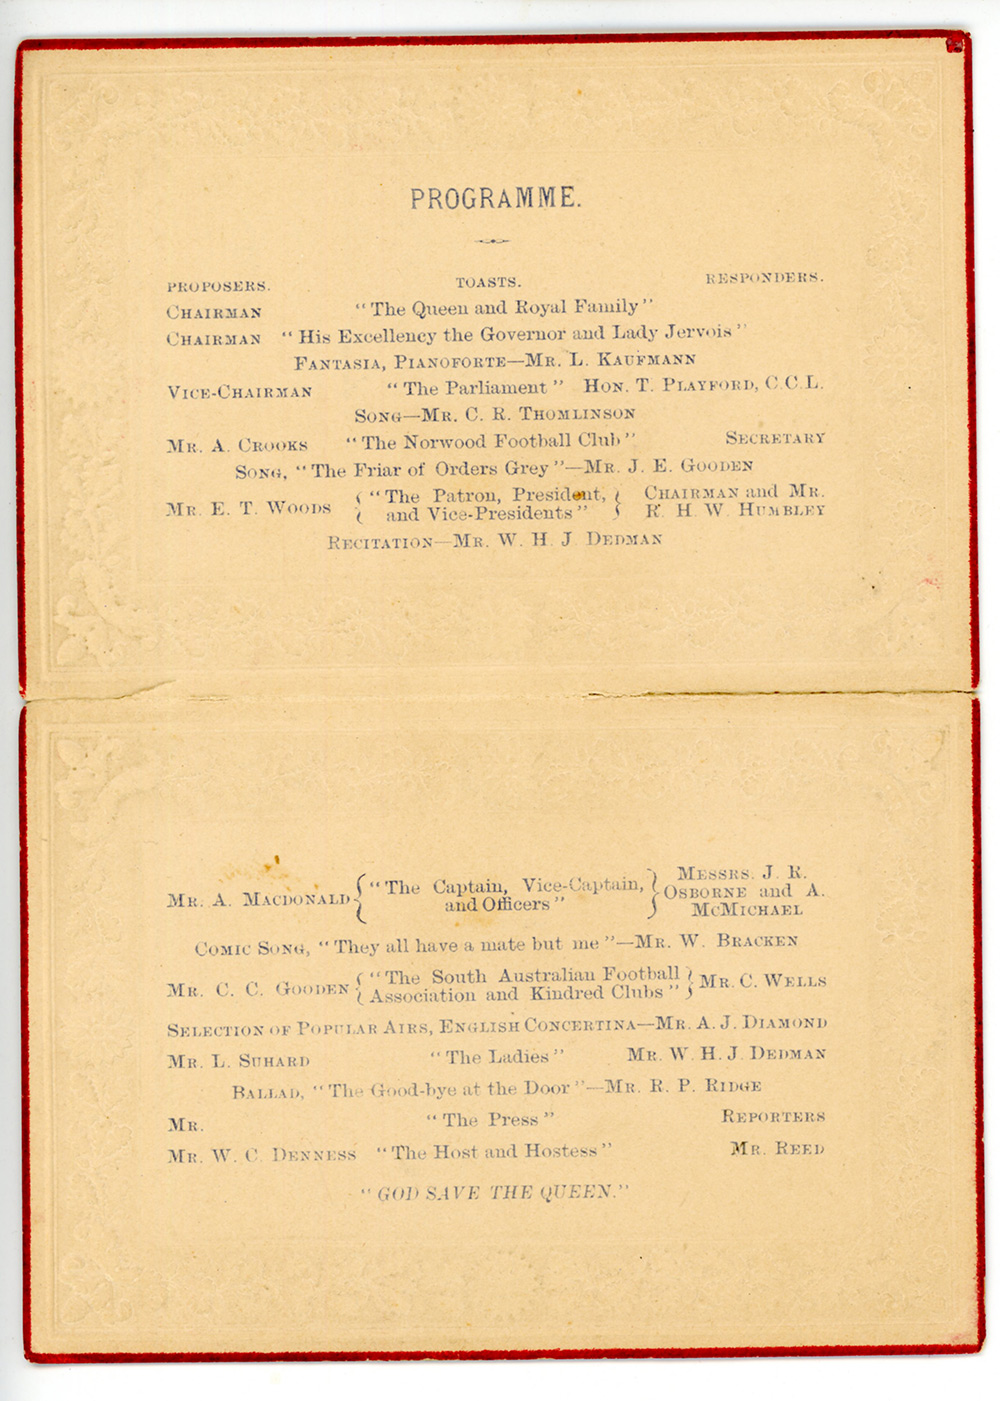 PROGRAMME.
PROPOSERS. TOASTS. RESPONDERS.
CHAIRMAN "The Queen and Royal Family"
CHAIRMAN "His Excellency the Governor and Lady Jervois"
FANTASIA, PIANOFORTE—MR. L. KAUFMANN
VICE-CHAIRMAN "The Parliament" HON. T. PLAYFORD, C.C.L.
SONG—MR. C. R. THOMLINSON
MR. A. CROOKS "The Norwood Football Club" SECRETARY
SONG, "The Friar of Orders Grey"—MR. J. E. GOODEN
MR. E. T. WOODS { "The Patron, President, } CHAIRMAN and MR.
and Vice-Presidents" R. H. W. HUMBLEY
RECITATION—MR. W. H. J. DEDMAN
MR. A. MACDONALD { "The Captain, Vice-Captain, } MESSRS. J. R.
and Officers" OSBORNE and A.
MCMICHAEL
COMIC SONG, "They all have a mate but me"—MR. W. BRACKEN
MR. C. C. GOODEN { "The South Australian Football } MR. C. WELLS
Association and Kindred Clubs"
SELECTION OF POPULAR AIRS, ENGLISH CONCERTINA—MR. A. J. DIAMOND
MR. L. SUHARD "The Ladies" MR. W. H. J. DEDMAN
BALLAD, "The Good-bye at the Door"—MR. R. P. RIDGE
MR. "The Press" REPORTERS
MR. W. C. DENNESS "The Host and Hostess" MR. REED
"GOD SAVE THE QUEEN."